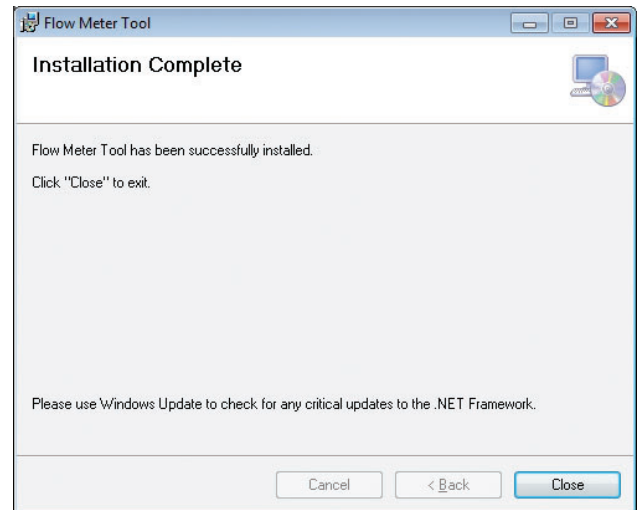 Flow Meter Tool
Installation Complete
Flow Meter Tool has been successfully installed.
Click "Close" to exit.
Please use Windows Update to check for any critical updates to the .NET Framework.
Cancel
< Back
Close